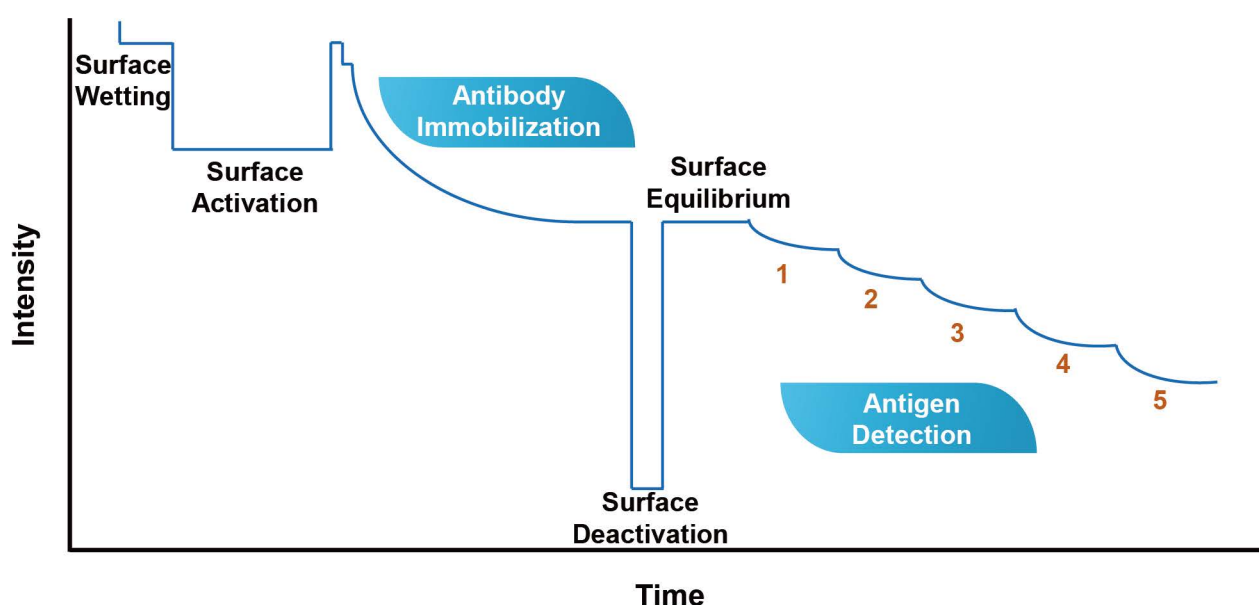 Surface
Wetting
Antibody
Immobilization
Surface
Activation
Surface
Equilibrium
Intensity
1
2
3
4
5
Antigen
Detection
Surface
Deactivation
Time